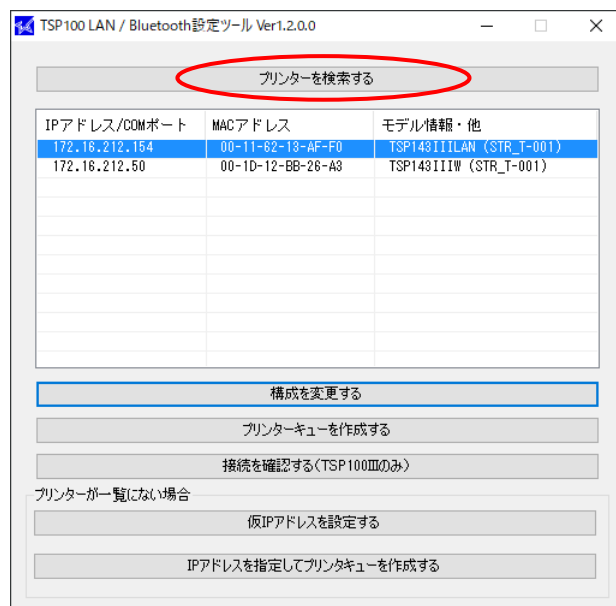 TSP100 LAN / Bluetooth設定ツール Ver1.2.0.0
プリンターを検索する
IPアドレス/COMポート MACアドレス モデル情報・他
172.16.212.154 00-11-62-13-AF-F0 TSP143IIILAN (STR_T-001)
172.16.212.50 00-1D-12-BB-26-A3 TSP143IIIW (STR_T-001)
構成を変更する
プリンターキューを作成する
接続を確認する(TSP100ⅢIのみ)
プリンターが一覧にない場合
仮IPアドレスを設定する
IPアドレスを指定してプリンタキューを作成する